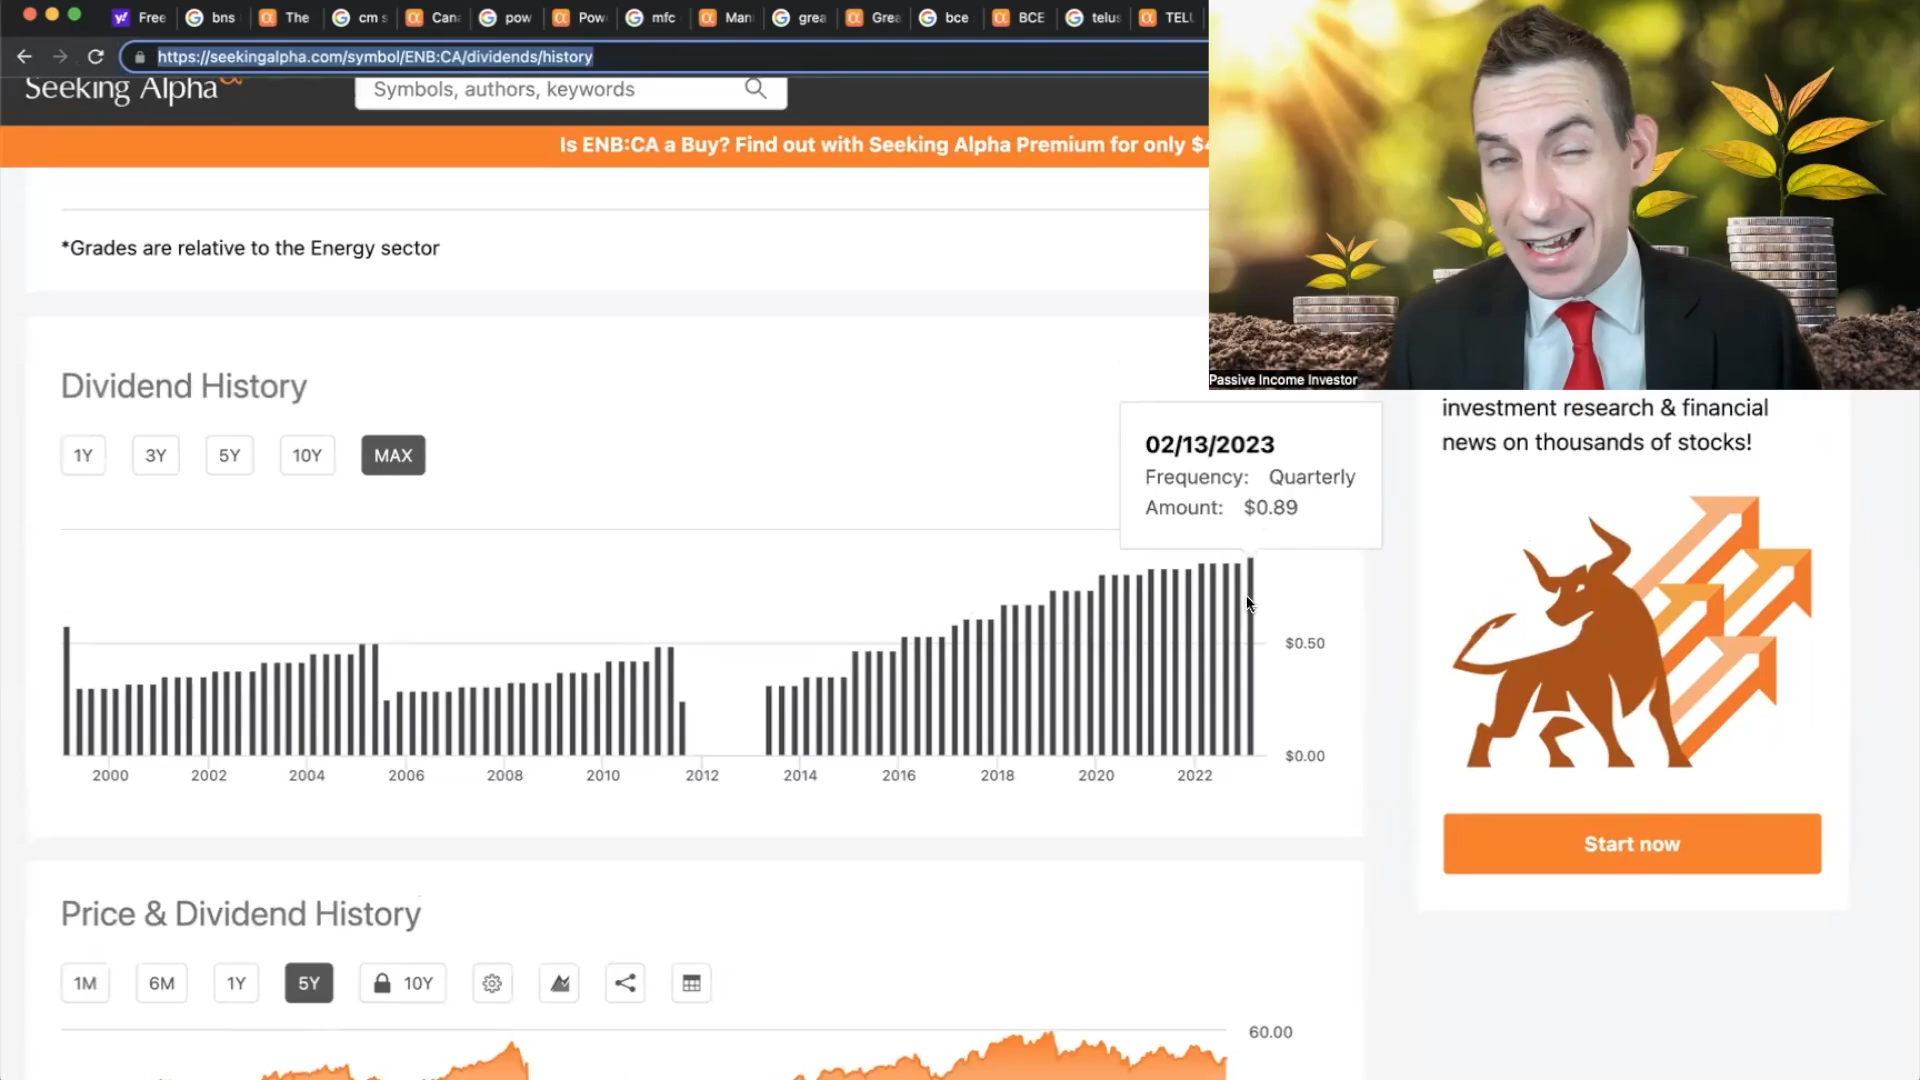 Free
bns
The
cm s
Can
pow
Pow
mfc
Man
grea
Grea
bce
BCE
telus
TELU
https://seekingalpha.com/symbol/ENB:CA/dividends/history
Seeking Alpha α
Symbols, authors, keywords
Is ENB:CA a Buy? Find out with Seeking Alpha Premium for only $
*Grades are relative to the Energy sector
Passive Income Investor
investment research & financial
news on thousands of stocks!
Dividend History
1Y 3Y 5Y 10Y MAX
02/13/2023
Frequency: Quarterly
Amount: $0.89
$0.50
$0.00
2000 2002 2004 2006 2008 2010 2012 2014 2016 2018 2020 2022
Start now
Price & Dividend History
1M 6M 1Y 5Y 10Y
60.00